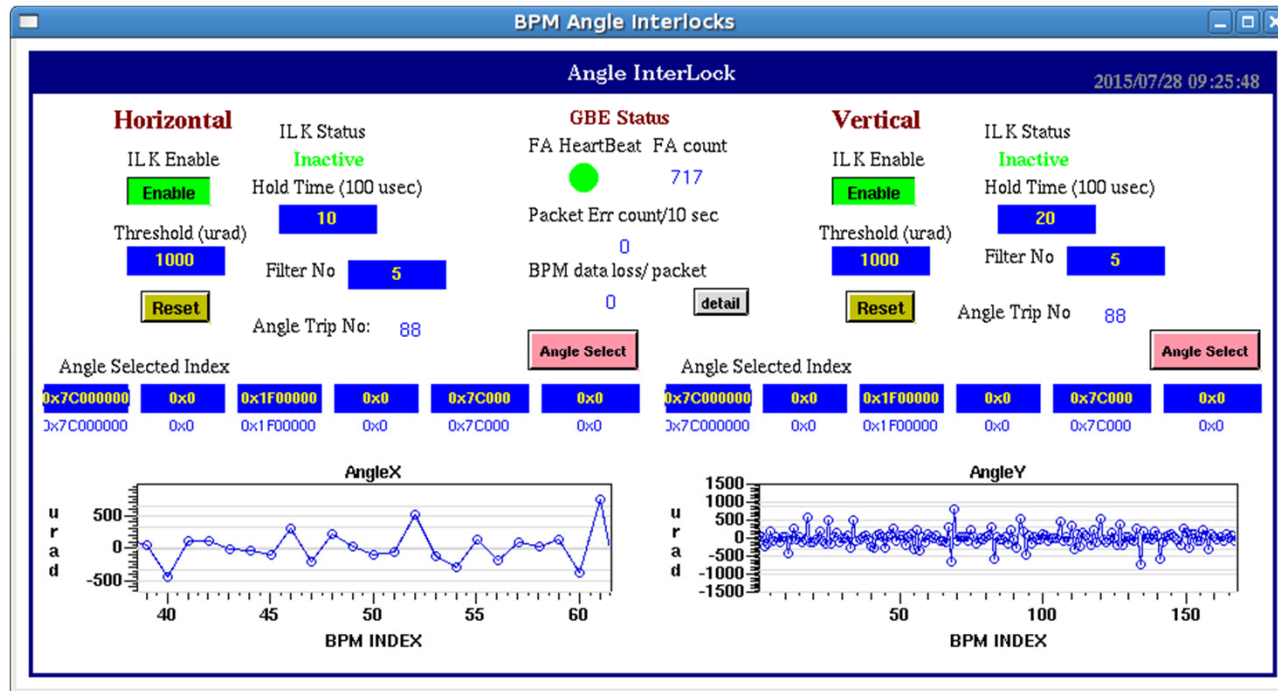 BPM Angle Interlocks
Angle InterLock
2015/07/28 09:25:48
Horizontal
ILK Status
ILK Enable
Inactive
Enable
Hold Time (100 usec)
10
Threshold (urad)
1000
Filter No
5
Reset
Angle Trip No:
88
GBE Status
FA HeartBeat FA count
717
Packet Err count/10 sec
0
BPM data loss/ packet
0
detail
Angle Select
Vertical
ILK Status
ILK Enable
Inactive
Enable
Hold Time (100 usec)
20
Threshold (urad)
1000
Filter No
5
Reset
Angle Trip No
88
Angle Select
Angle Selected Index
0x7C000000 0x0 0x1F00000 0x0 0x7C000 0x0
0x7C000000 0x0 0x1F00000 0x0 0x7C000 0x0
Angle Selected Index
0x7C000000 0x0 0x1F00000 0x0 0x7C000 0x0
0x7C000000 0x0 0x1F00000 0x0 0x7C000 0x0
AngleX
urad
500
0
-500
40 45 50 55 60
BPM INDEX
AngleY
urad
1500
1000
500
0
-500
-1000
-1500
50 100 150
BPM INDEX